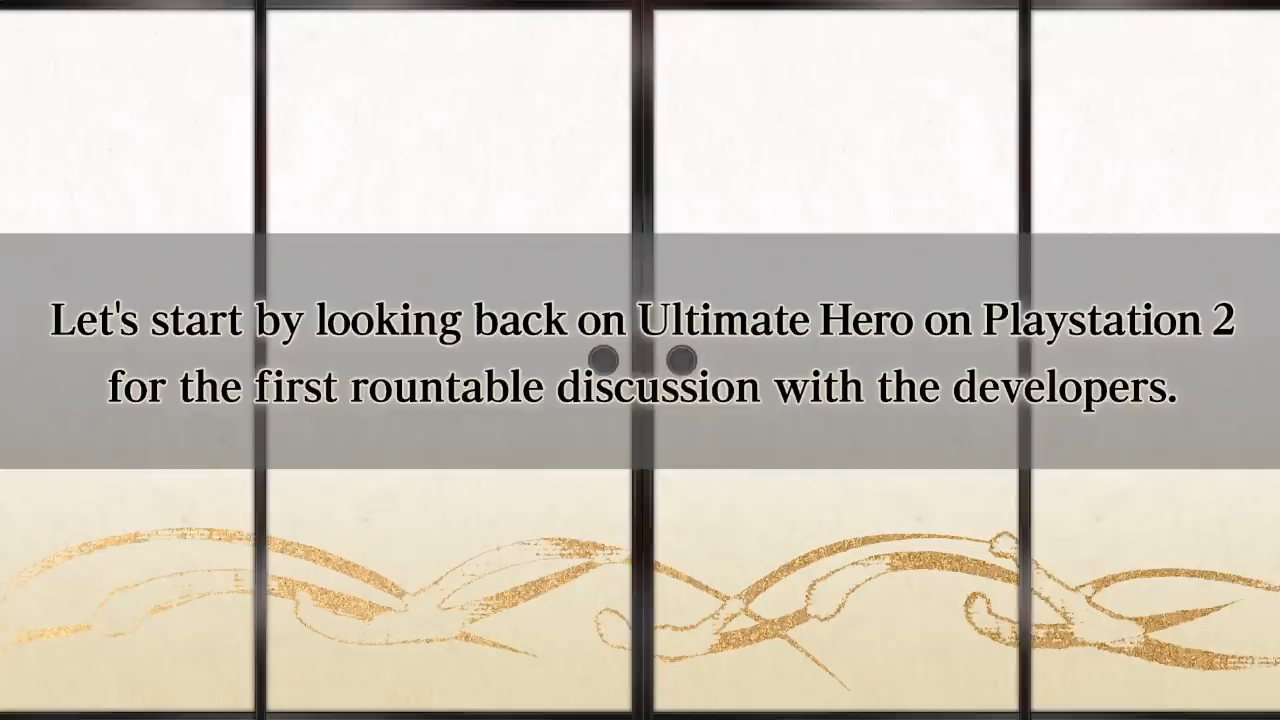 Let's start by looking back on Ultimate Hero on Playstation 2
for the first rountable discussion with the developers.